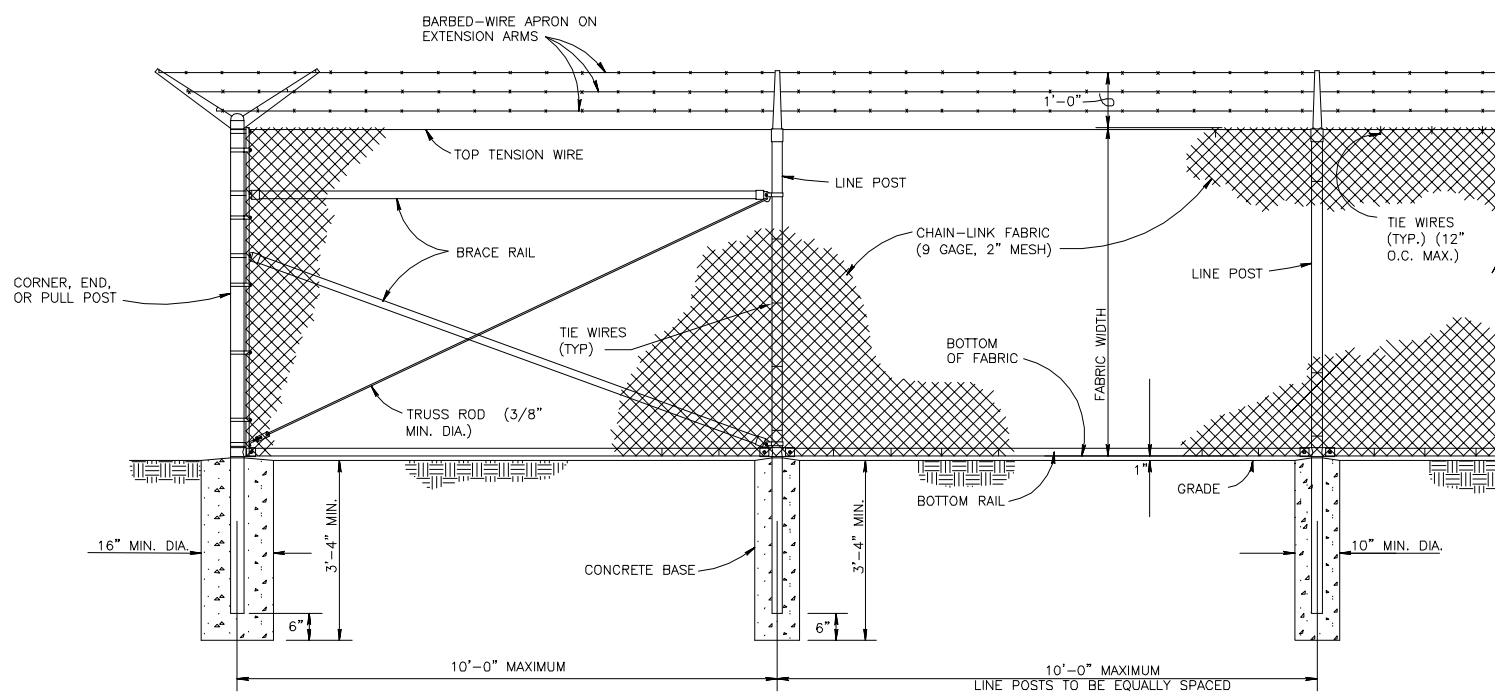 BARBED-WIRE APRON ON
EXTENSION ARMS
1'-0"
TOP TENSION WIRE
LINE POST
CHAIN-LINK FABRIC
(9 GAGE, 2" MESH)
TIE WIRES
(TYP.) (12"
O.C. MAX.)
BRACE RAIL
LINE POST
CORNER, END,
OR PULL POST
TIE WIRES
(TYP)
BOTTOM
OF FABRIC
FABRIC WIDTH
TRUSS ROD (3/8"
MIN. DIA.)
1"
BOTTOM RAIL
GRADE
16" MIN. DIA.
3'-4" MIN.
CONCRETE BASE
3'-4" MIN.
10" MIN. DIA.
6"
6"
10'-0" MAXIMUM
10'-0" MAXIMUM
LINE POSTS TO BE EQUALLY SPACED